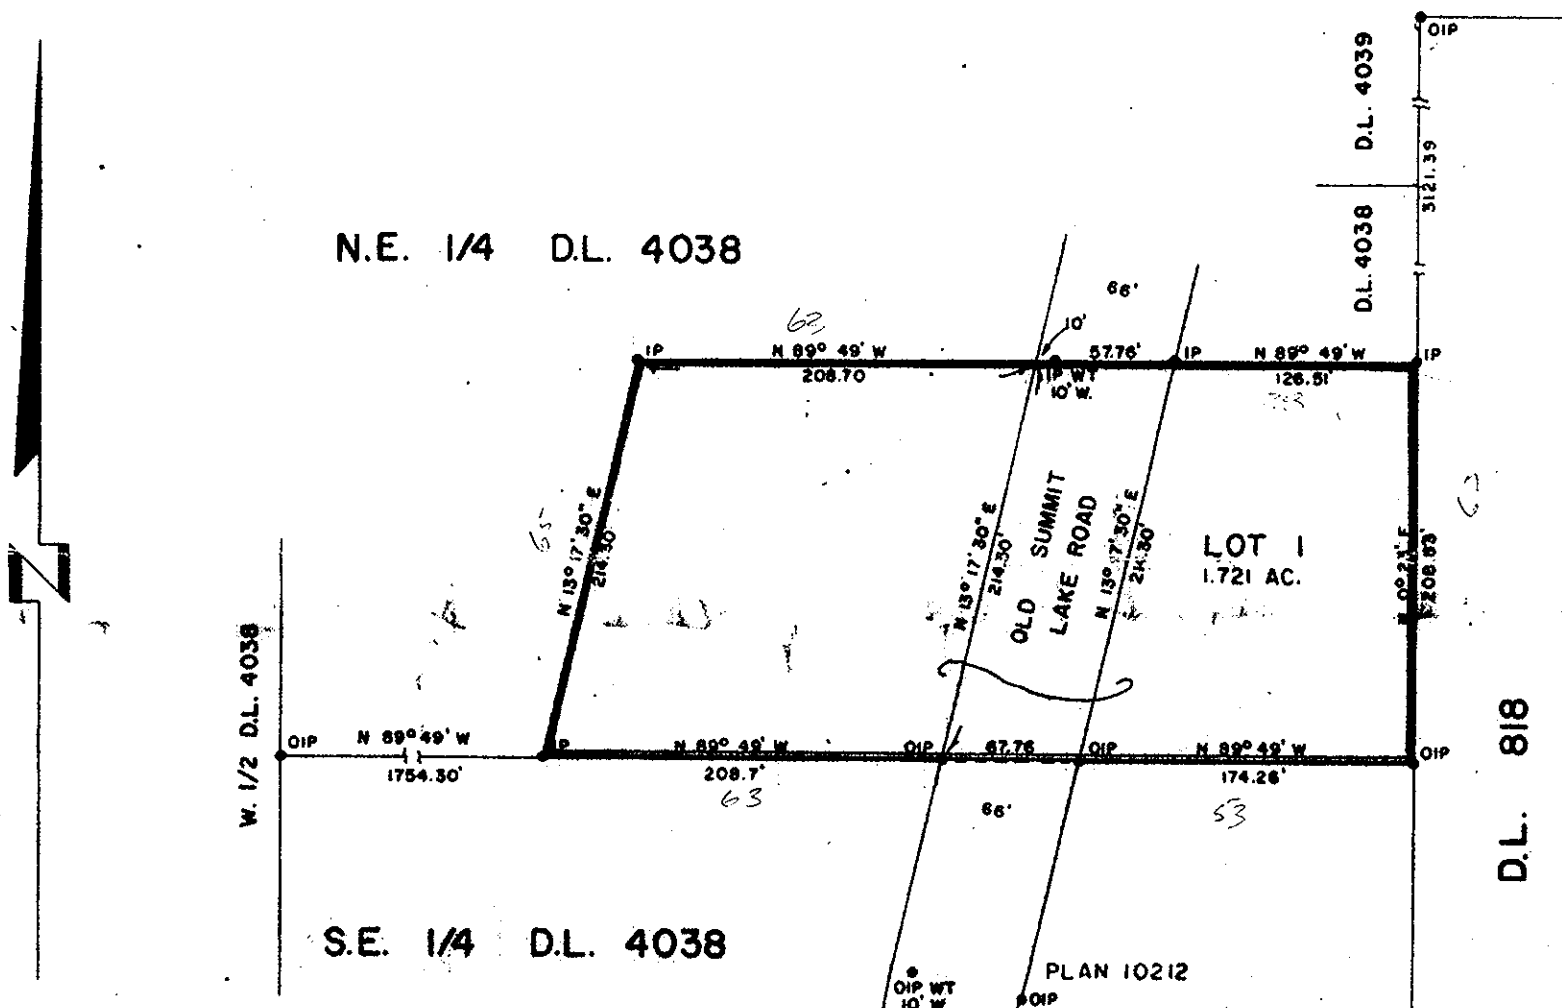 OIP
D.L. 4039
3121.39
D.L. 4038
N.E. 1/4 D.L. 4038
66'
10'
62
IP
N 89° 49' W
208.70
57.76'
IP
N 89° 49' W
126.51'
IP
IP WT
10' W.
N 13° 17' 30" E
214.30'
65
N 13° 17' 30" E
214.30'
OLD SUMMIT
LAKE ROAD
N 13° 17' 30" E
214.30'
LOT 1
1.721 AC.
N 0° 21' E
208.83'
W. 1/2 D.L. 4038
OIP
N 89° 49' W
1754.30'
IP
N 89° 49' W
208.7'
63
OIP
67.76
OIP
N 89° 49' W
174.26'
53
OIP
66'
D.L. 818
S.E. 1/4 D.L. 4038
PLAN 10212
OIP WT
10' W
OIP